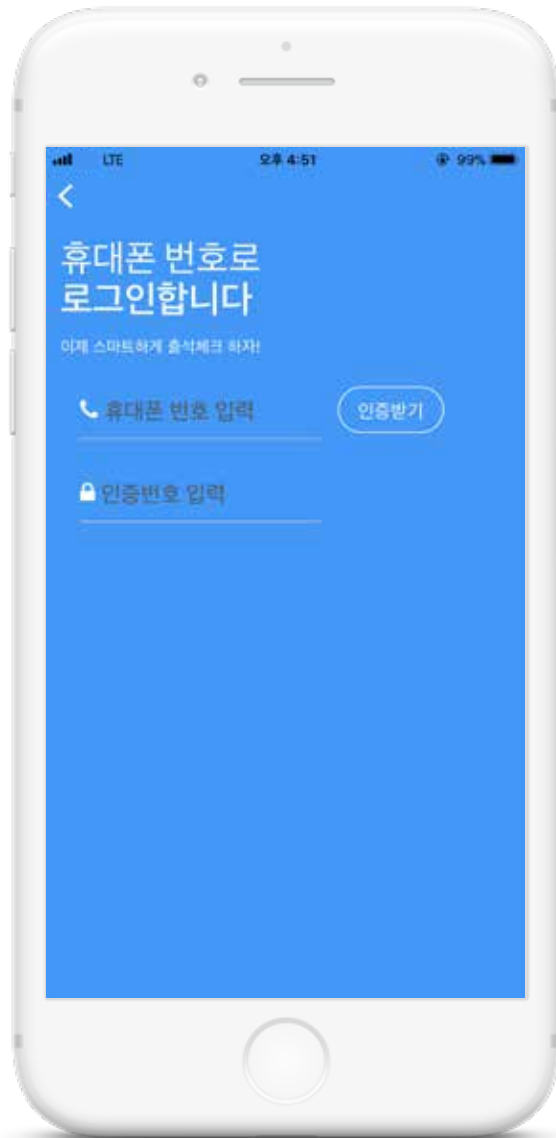 LTE 오후 4:51 99%
휴대폰 번호로
로그인합니다
이제 스마트하게 출석체크 하자!
휴대폰 번호 입력 인증받기
인증번호 입력